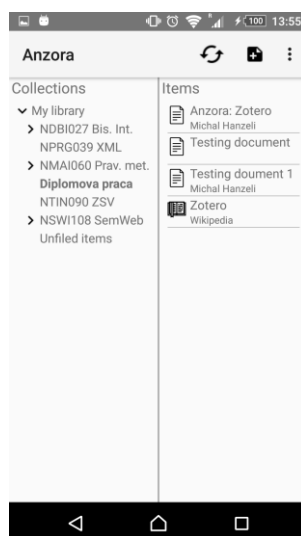 100 13:55
Anzora
Collections
My library
NDBI027 Bis. Int.
NPRG039 XML
NMAI060 Prav. met.
Diplomova praca
NTIN090 ZSV
NSWI108 SemWeb
Unfiled items
Items
Anzora: Zotero
Michal Hanzeli
Testing document
Testing doument 1
Michal Hanzeli
Zotero
Wikipedia